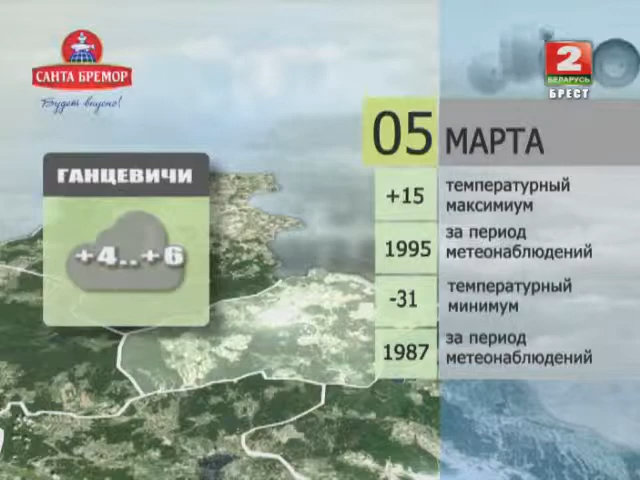 САНТА БРЕМОР
Будет вкусно!
2
БЕЛАРУСЬ
БРЕСТ
05 МАРТА
ГАНЦЕВИЧИ
+4..+6
+15 температурный максимиум
1995 за период метеонаблюдений
-31 температурный минимум
1987 за период метеонаблюдений